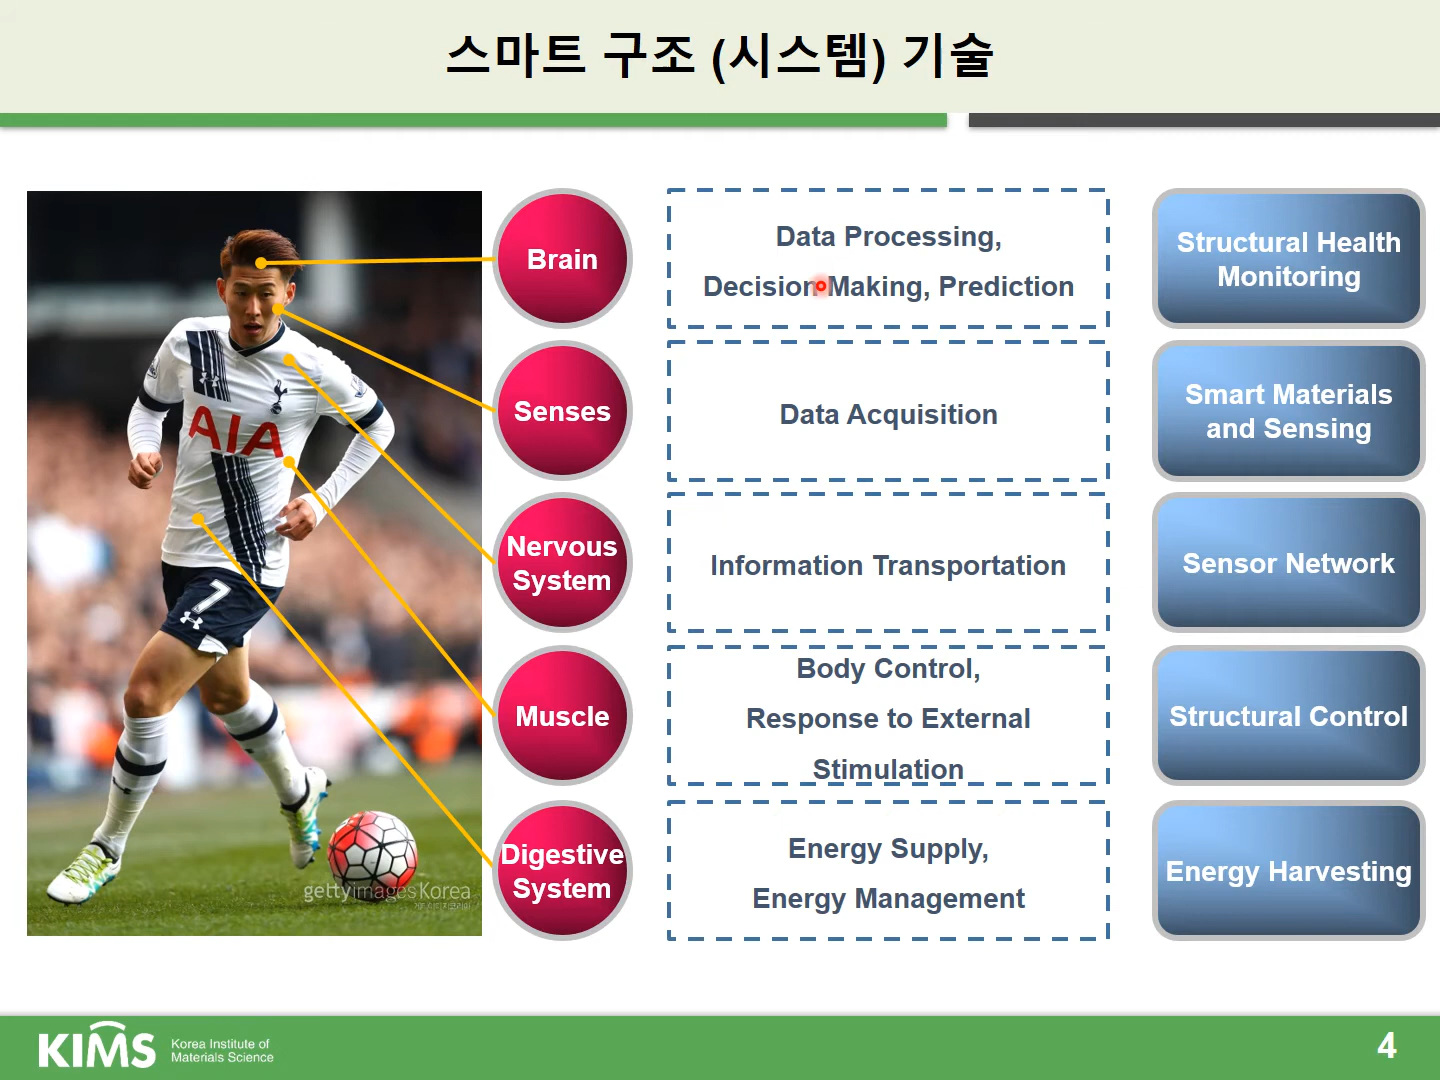 스마트 구조 (시스템) 기술
Brain
Data Processing,
Decision Making, Prediction
Structural Health
Monitoring
Senses
Data Acquisition
Smart Materials
and Sensing
Nervous
System
Information Transportation
Sensor Network
Muscle
Body Control,
Response to External
Stimulation
Structural Control
Digestive
System
Energy Supply,
Energy Management
Energy Harvesting
AIA
7
gettyimagesKorea
KIMS
Korea Institute of
Materials Science
4